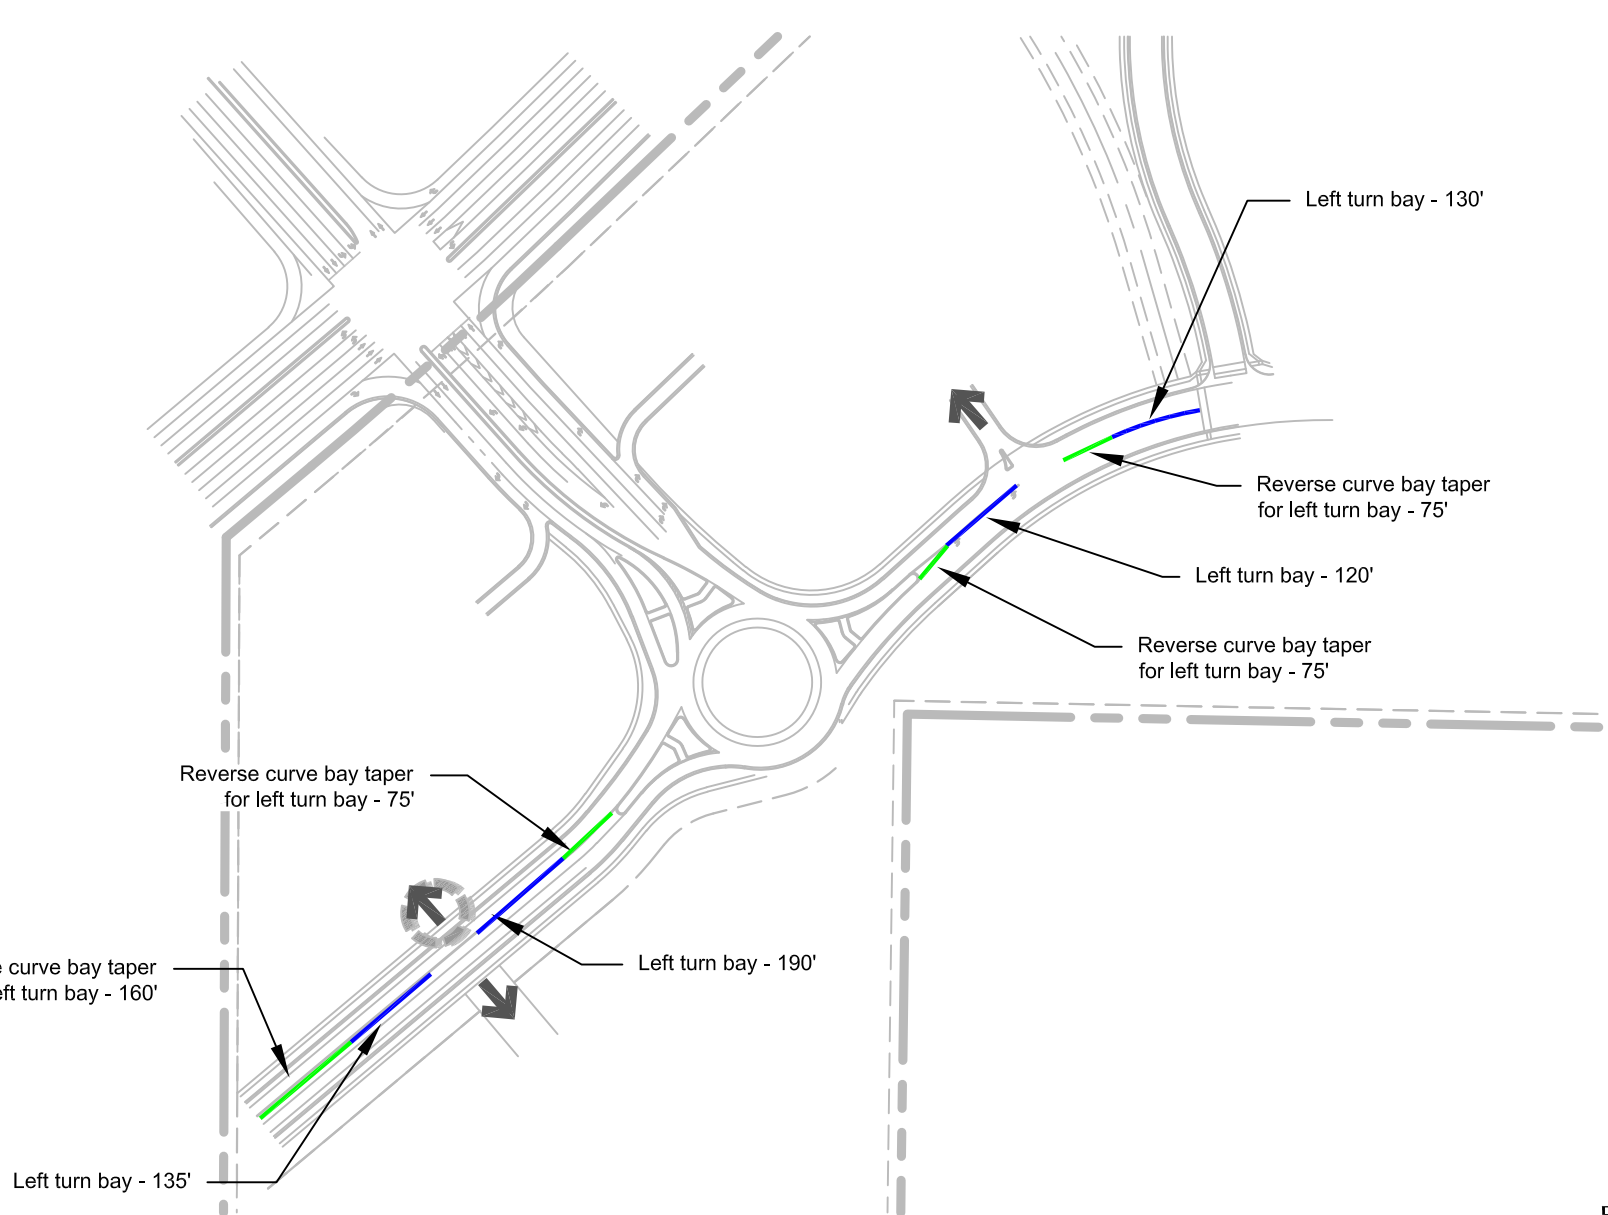 Left turn bay - 130'
Reverse curve bay taper
for left turn bay - 75'
Left turn bay - 120'
Reverse curve bay taper
for left turn bay - 75'
Reverse curve bay taper
for left turn bay - 75'
Left turn bay - 190'
curve bay taper
turn bay - 160'
Left turn bay - 135'